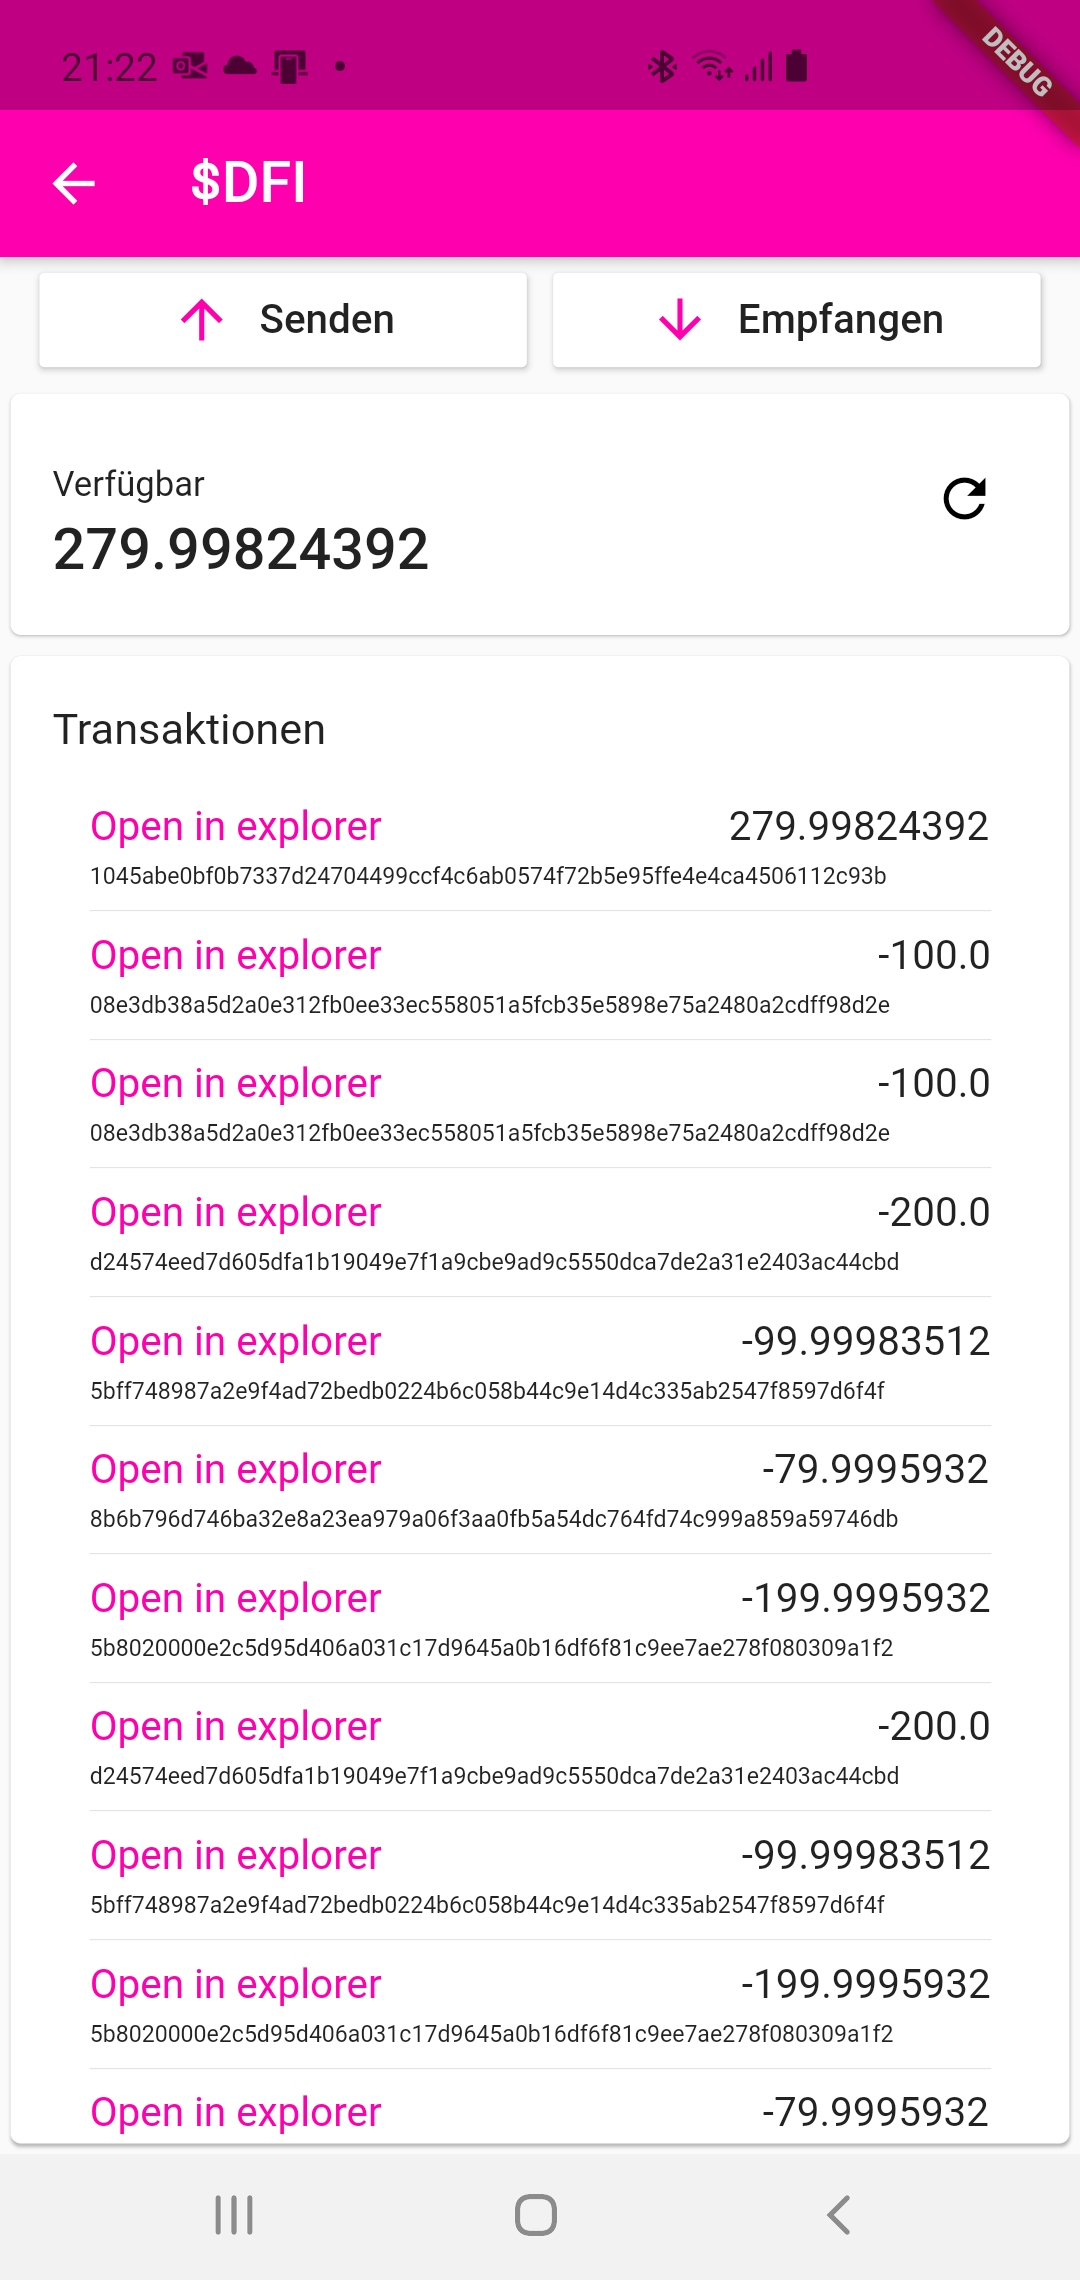 21:22
DEBUG
$DFI
Senden
Empfangen
Verfügbar
279.99824392
Transaktionen
Open in explorer 279.99824392
1045abe0bf0b7337d24704499ccf4c6ab0574f72b5e95ffe4e4ca4506112c93b
Open in explorer -100.0
08e3db38a5d2a0e312fb0ee33ec558051a5fcb35e5898e75a2480a2cdff98d2e
Open in explorer -100.0
08e3db38a5d2a0e312fb0ee33ec558051a5fcb35e5898e75a2480a2cdff98d2e
Open in explorer -200.0
d24574eed7d605dfa1b19049e7f1a9cbe9ad9c5550dca7de2a31e2403ac44cbd
Open in explorer -99.99983512
5bff748987a2e9f4ad72bedb0224b6c058b44c9e14d4c335ab2547f8597d6f4f
Open in explorer -79.9995932
8b6b796d746ba32e8a23ea979a06f3aa0fb5a54dc764fd74c999a859a59746db
Open in explorer -199.9995932
5b8020000e2c5d95d406a031c17d9645a0b16df6f81c9ee7ae278f080309a1f2
Open in explorer -200.0
d24574eed7d605dfa1b19049e7f1a9cbe9ad9c5550dca7de2a31e2403ac44cbd
Open in explorer -99.99983512
5bff748987a2e9f4ad72bedb0224b6c058b44c9e14d4c335ab2547f8597d6f4f
Open in explorer -199.9995932
5b8020000e2c5d95d406a031c17d9645a0b16df6f81c9ee7ae278f080309a1f2
Open in explorer -79.9995932